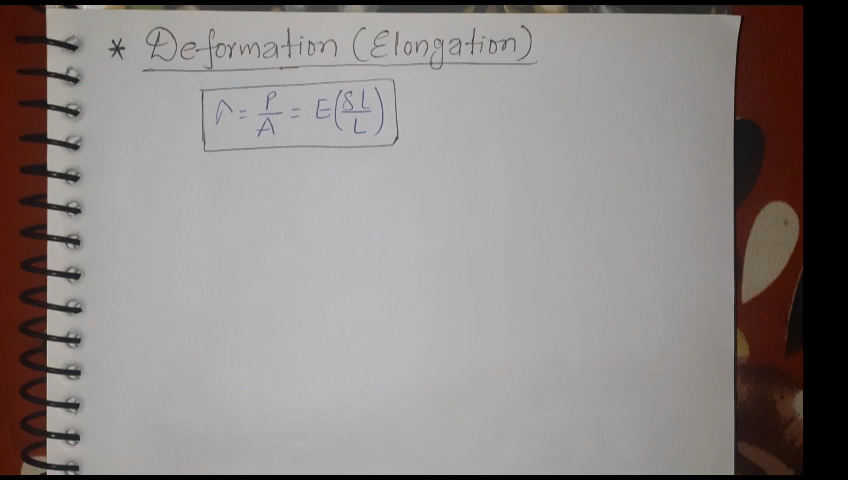 * Deformation (Elongation)
= P/A = E(δL/L)